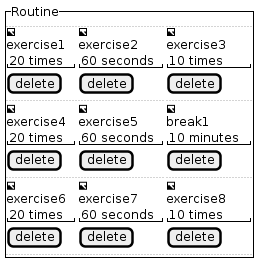 Routine
exercise1 exercise2 exercise3
20 times 60 seconds 10 times
delete delete delete
exercise4 exercise5 break1
20 times 60 seconds 10 minutes
delete delete delete
exercise6 exercise7 exercise8
20 times 60 seconds 10 times
delete delete delete